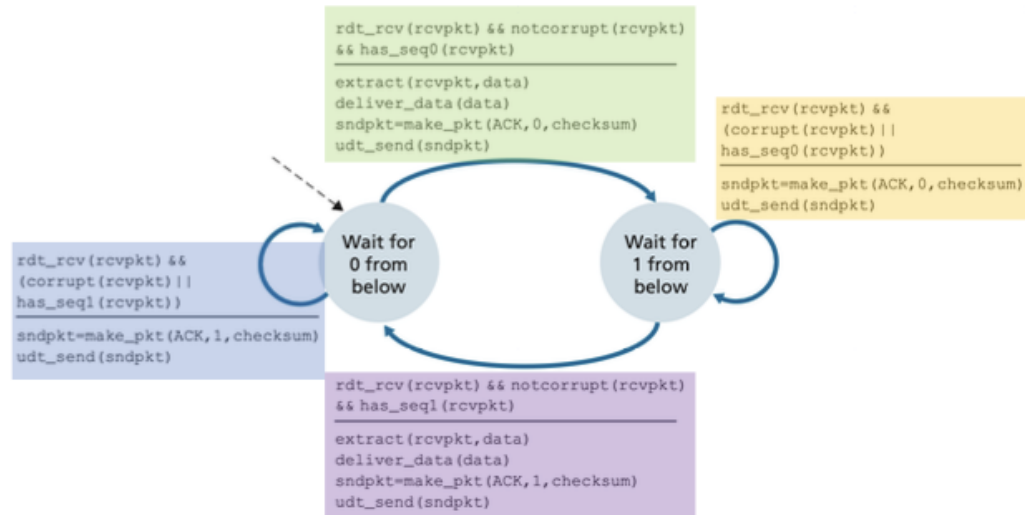 rdt_rcv(rcvpkt) && notcorrupt(rcvpkt)
&& has_seq0(rcvpkt)
extract(rcvpkt,data)
deliver_data(data)
sndpkt=make_pkt(ACK,0,checksum)
udt_send(sndpkt)
rdt_rcv(rcvpkt) &&
(corrupt(rcvpkt)||
has_seq0(rcvpkt))
sndpkt=make_pkt(ACK,0,checksum)
udt_send(sndpkt)
Wait for
0 from
below
Wait for
1 from
below
rdt_rcv(rcvpkt) &&
(corrupt(rcvpkt)||
has_seq1(rcvpkt))
sndpkt=make_pkt(ACK,1,checksum)
udt_send(sndpkt)
rdt_rcv(rcvpkt) && notcorrupt(rcvpkt)
&& has_seq1(rcvpkt)
extract(rcvpkt,data)
deliver_data(data)
sndpkt=make_pkt(ACK,1,checksum)
udt_send(sndpkt)